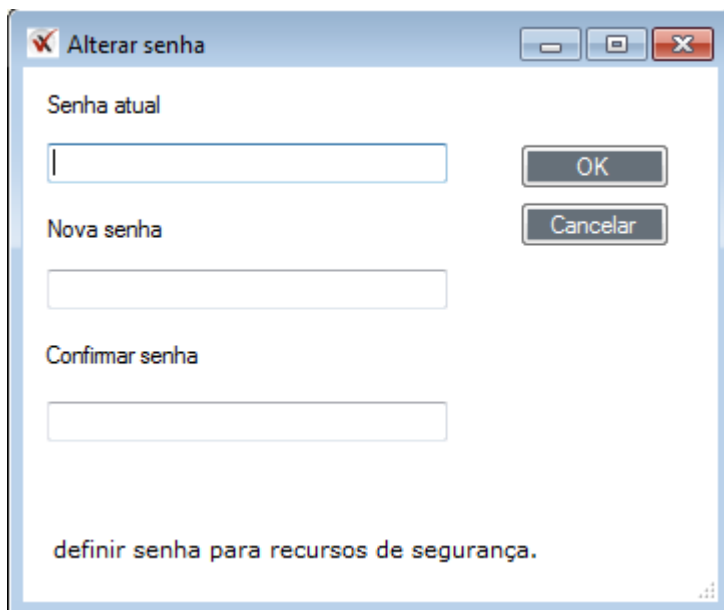 Alterar senha
Senha atual
OK
Nova senha
Cancelar
Confirmar senha
definir senha para recursos de segurança.